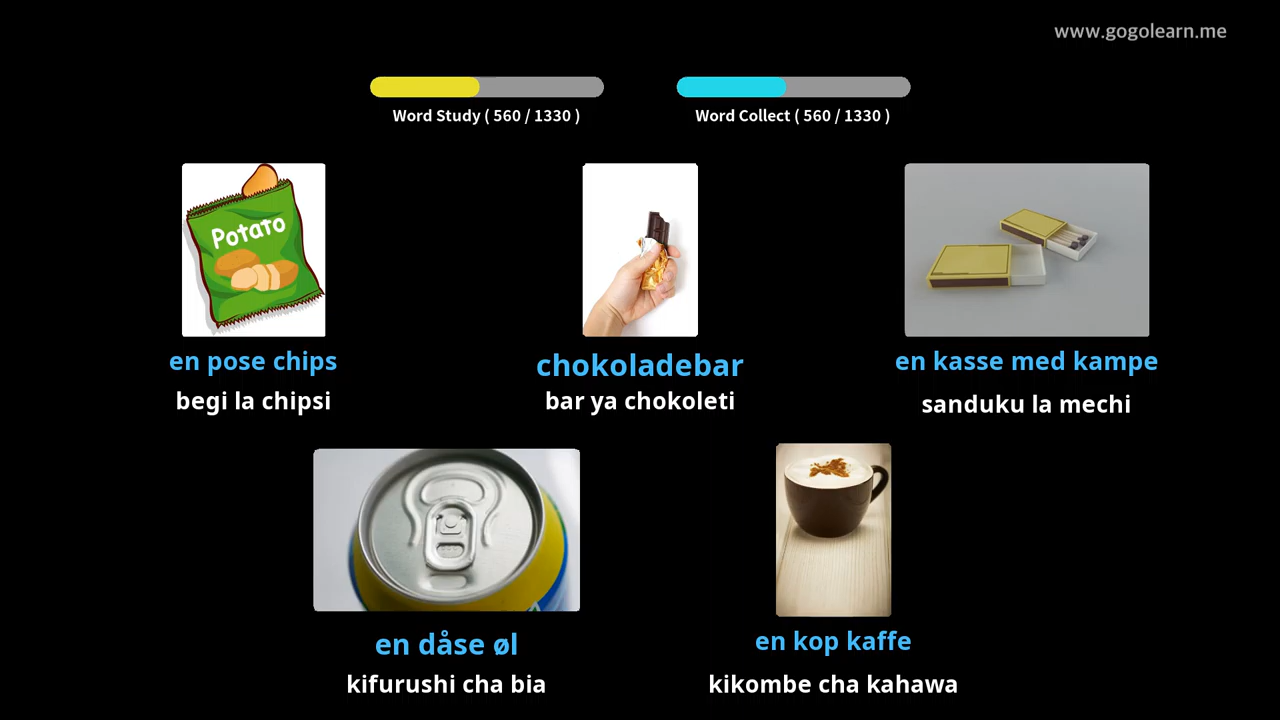 www.gogolearn.me
Word Study ( 560 / 1330 )
Word Collect ( 560 / 1330 )
Potato
en pose chips
begi la chipsi
chokoladebar
bar ya chokoleti
en kasse med kampe
sanduku la mechi
en dåse øl
kifurushi cha bia
en kop kaffe
kikombe cha kahawa